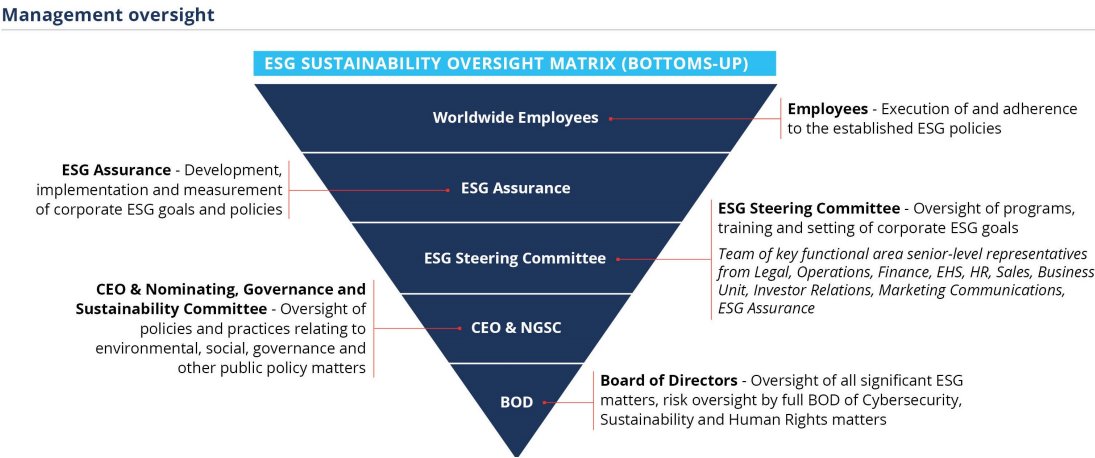 Management oversight
ESG SUSTAINABILITY OVERSIGHT MATRIX (BOTTOMS-UP)
Worldwide Employees
Employees - Execution of and adherence
to the established ESG policies
ESG Assurance - Development,
implementation and measurement
of corporate ESG goals and policies
ESG Assurance
ESG Steering Committee - Oversight of programs,
training and setting of corporate ESG goals
Team of key functional area senior-level representatives
from Legal, Operations, Finance, EHS, HR, Sales, Business
Unit, Investor Relations, Marketing Communications,
ESG Assurance
ESG Steering Committee
CEO & Nominating, Governance and
Sustainability Committee - Oversight of
policies and practices relating to
environmental, social, governance and
other public policy matters
CEO & NGSC
BOD
Board of Directors - Oversight of all significant ESG
matters, risk oversight by full BOD of Cybersecurity,
Sustainability and Human Rights matters